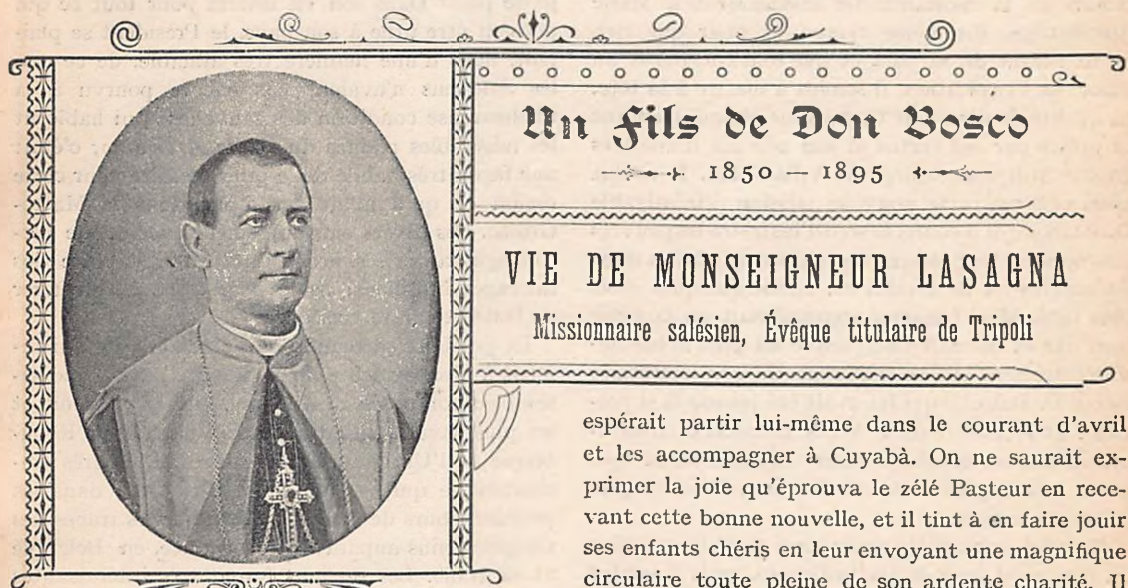 Un Fils de Don Bosco
1850 — 1895
VIE DE MONSEIGNEUR LASAGNA
Missionnaire salésien, Évêque titulaire de Tripoli
espérait partir lui-même dans le courant d'avril
et les accompagner à Cuyabà. On ne saurait ex-
primer la joie qu'éprouva le zélé Pasteur en rece-
vant cette bonne nouvelle, et il tint à en faire jouir
ses enfants chéris en leur envoyant une magnifique
circulaire toute pleine de son ardente charité. Il